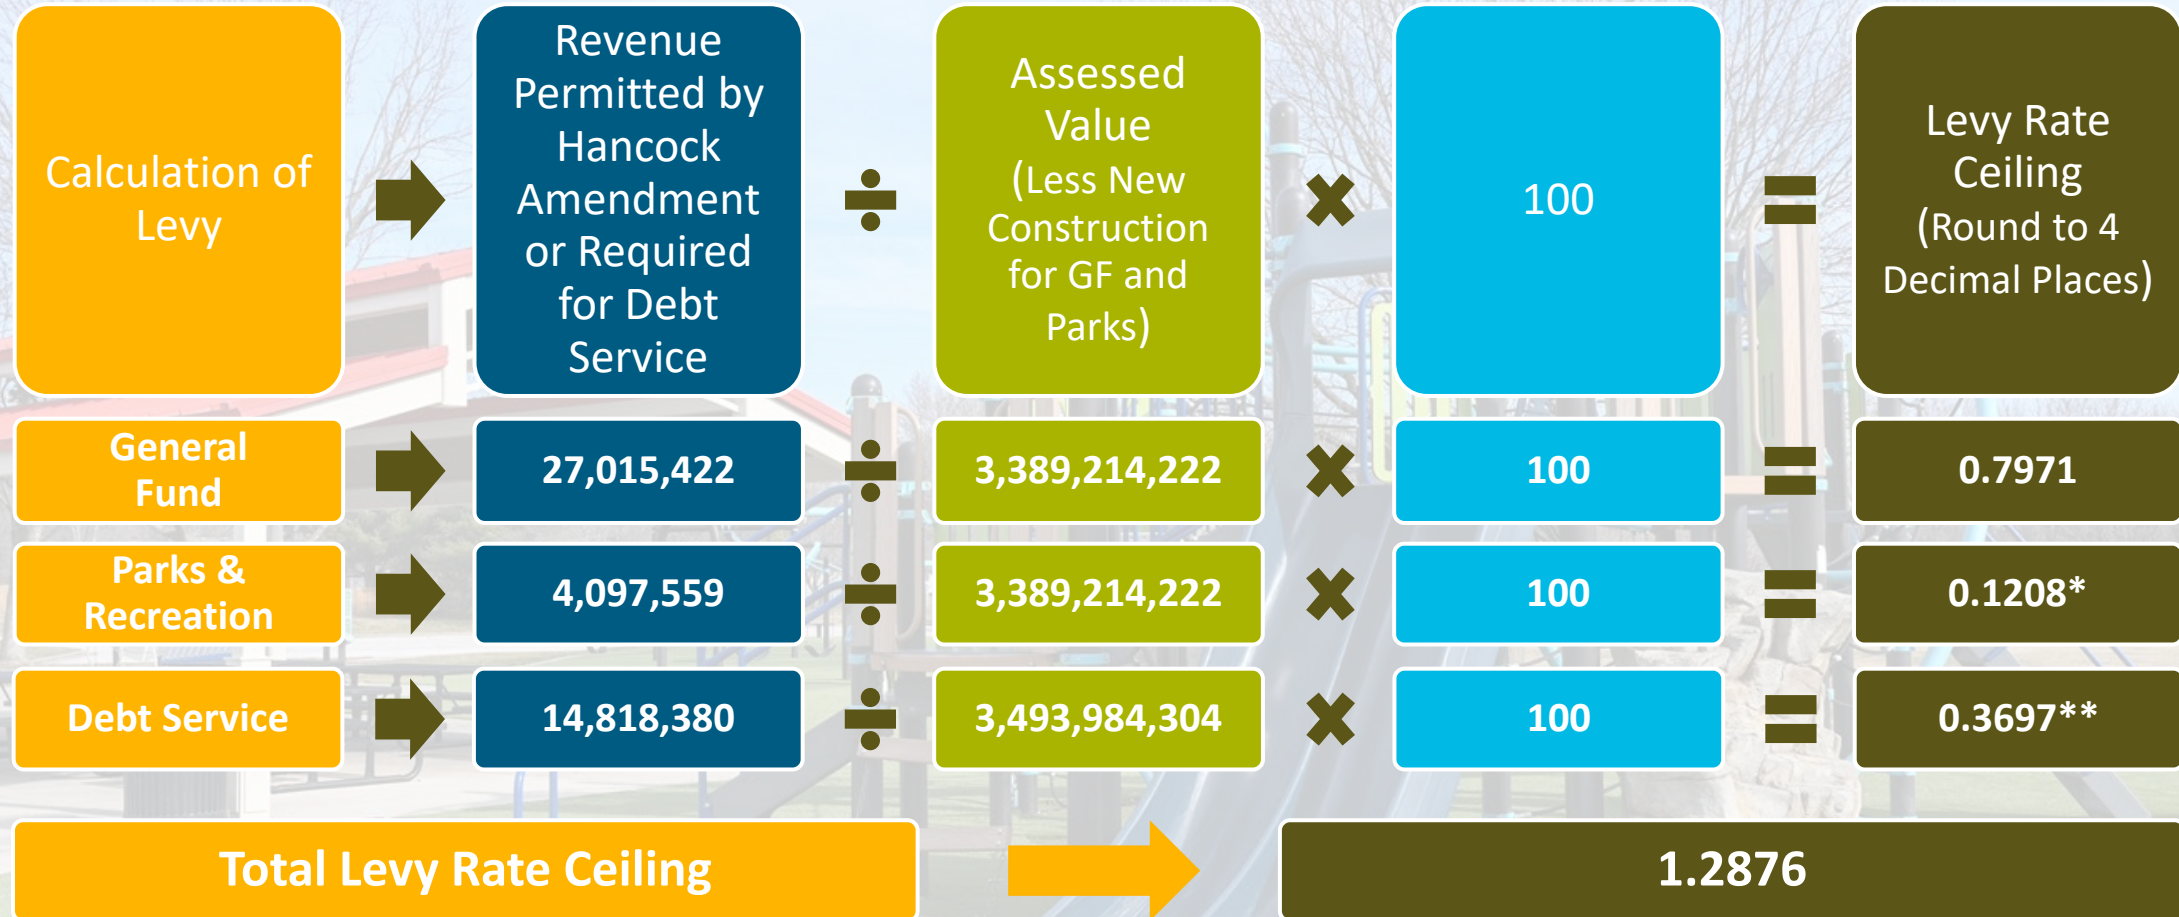 Calculation of
Levy
Revenue
Permitted by
Hancock
Amendment
or Required
for Debt
Service
÷
Assessed
Value
(Less New
Construction
for GF and
Parks)
×
100
=
Levy Rate
Ceiling
(Round to 4
Decimal Places)
General
Fund
27,015,422
÷
3,389,214,222
×
100
=
0.7971
Parks &
Recreation
4,097,559
÷
3,389,214,222
×
100
=
0.1208*
Debt Service
14,818,380
÷
3,493,984,304
×
100
=
0.3697**
Total Levy Rate Ceiling
1.2876